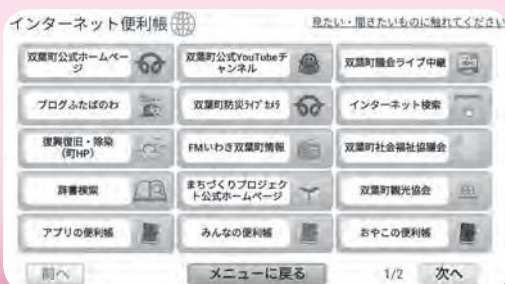 インターネット便利帳
見たい・聞きたいものに触れてください
双葉町公式ホームペー
ジ
双葉町公式YouTubeチ
ャンネル
双葉町議会ライブ中継
ブログふたばのわ
双葉町防災ライブカメラ
インターネット検索
復興復旧・除染
(町HP)
FMいわき双葉町情報
双葉町社会福祉協議会
辞書検索
まちづくりプロジェク
ト公式ホームページ
双葉町観光協会
アプリの便利帳
みんなの便利帳
おやこの便利帳
前へ
メニューに戻る
1/2
次へ